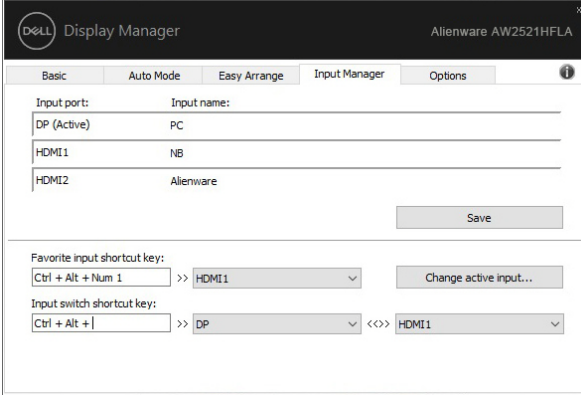 DELL Display Manager Alienware AW2521HFLA
Basic Auto Mode Easy Arrange Input Manager Options
Input port: Input name:
DP (Active) PC
HDMI1 NB
HDMI2 Alienware
Save
Favorite input shortcut key:
Ctrl + Alt + Num 1 >> HDMI1 Change active input...
Input switch shortcut key:
Ctrl + Alt + >> DP <<>> HDMI1